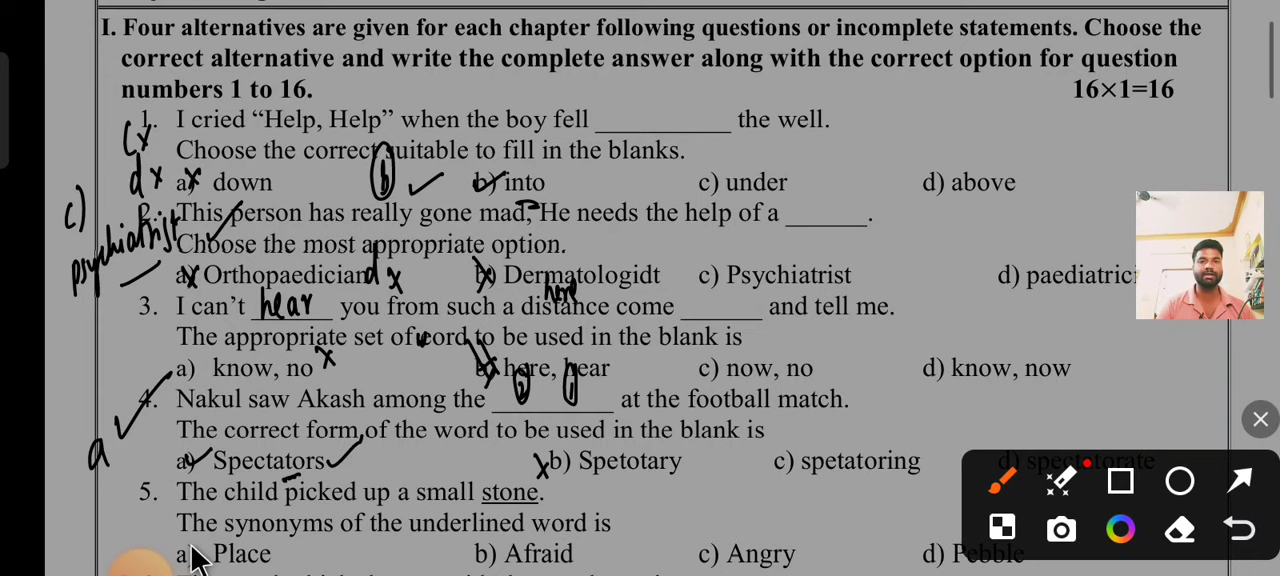 I. Four alternatives are given for each chapter following questions or incomplete statements. Choose the
correct alternative and write the complete answer along with the correct option for question
numbers 1 to 16. 16×1=16
1. I cried “Help, Help” when the boy fell ___________ the well.
Choose the correct suitable to fill in the blanks.
a) down b) into c) under d) above
2. This person has really gone mad, He needs the help of a ______ .
c)
psychiatrist
Choose the most appropriate option.
a) Orthopaedician b) Dermatologidt c) Psychiatrist d) paediatrici
3. I can’t hear you from such a distance come ______ and tell me.
here
The appropriate set of word to be used in the blank is
a) know, no b) here, hear c) now, no d) know, now
4. Nakul saw Akash among the __________ at the football match.
The correct form of the word to be used in the blank is
a
a) Spectators b) Spetotary c) spetatoring d) spectatorate
5. The child picked up a small stone.
The synonyms of the underlined word is
a) Place b) Afraid c) Angry d) Pebble